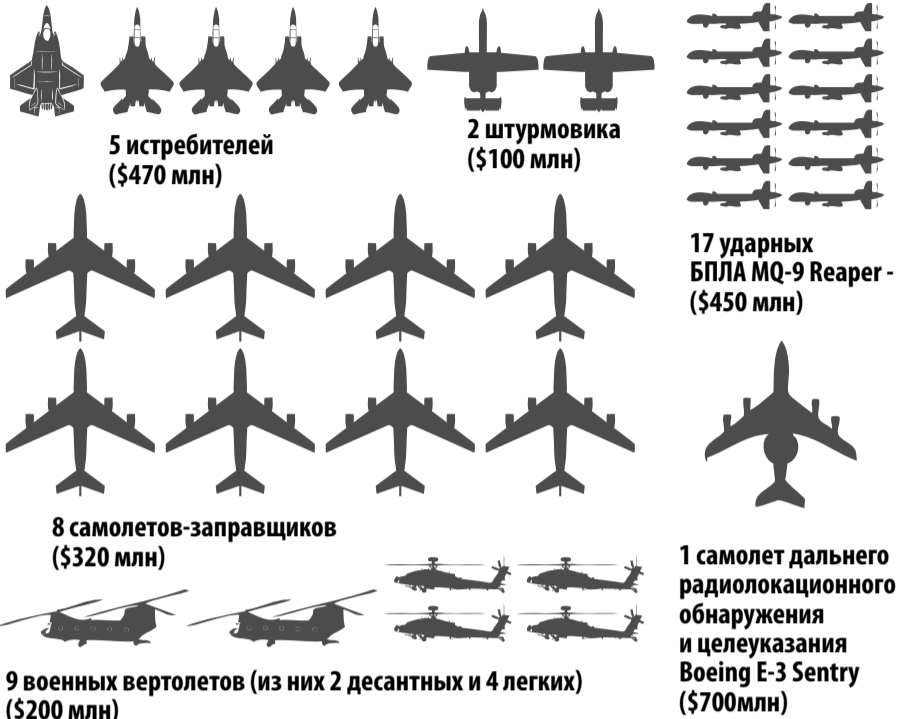 5 истребителей
($470 млн)
2 штурмовика
($100 млн)
17 ударных
БПЛА MQ-9 Reaper -
($450 млн)
8 самолетов-заправщиков
($320 млн)
1 самолет дальнего
радиолокационного
обнаружения
и целеуказания
Boeing E-3 Sentry
($700млн)
9 военных вертолетов (из них 2 десантных и 4 легких)
($200 млн)